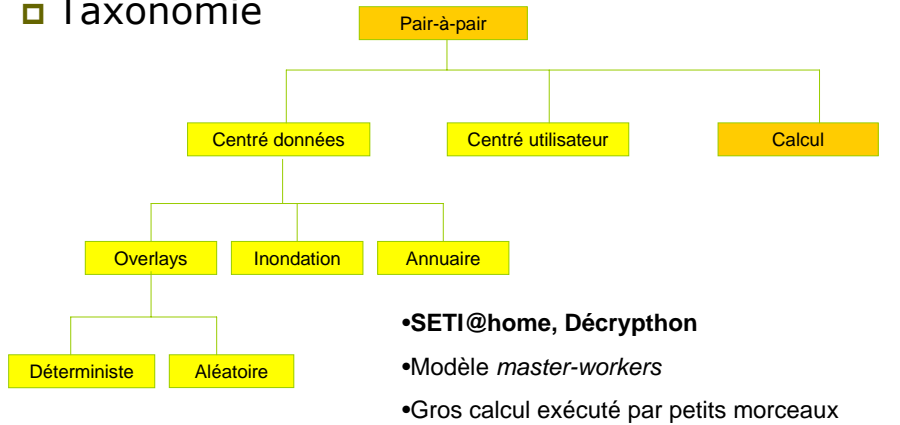 Taxonomie
Pair-à-pair
Centré données
Centré utilisateur
Calcul
Overlays
Inondation
Annuaire
Déterministe
Aléatoire
•SETI@home, Décrypthon
•Modèle master-workers
•Gros calcul exécuté par petits morceaux